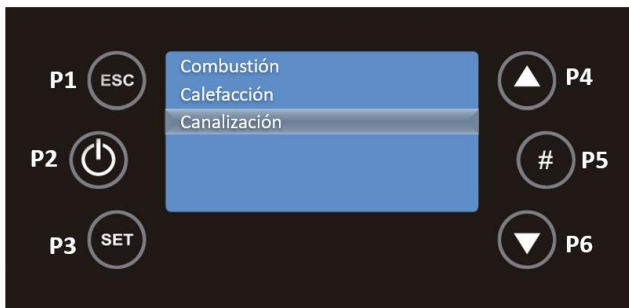 P1 ESC
P2
P3 SET
Combustión
Calefacción
Canalización
P4
# P5
P6